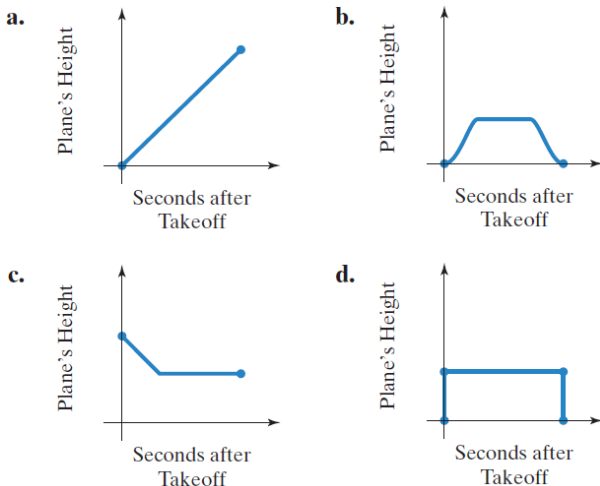 a.
Plane's Height
Seconds after
Takeoff
b.
Plane's Height
Seconds after
Takeoff
c.
Plane's Height
Seconds after
Takeoff
d.
Plane's Height
Seconds after
Takeoff